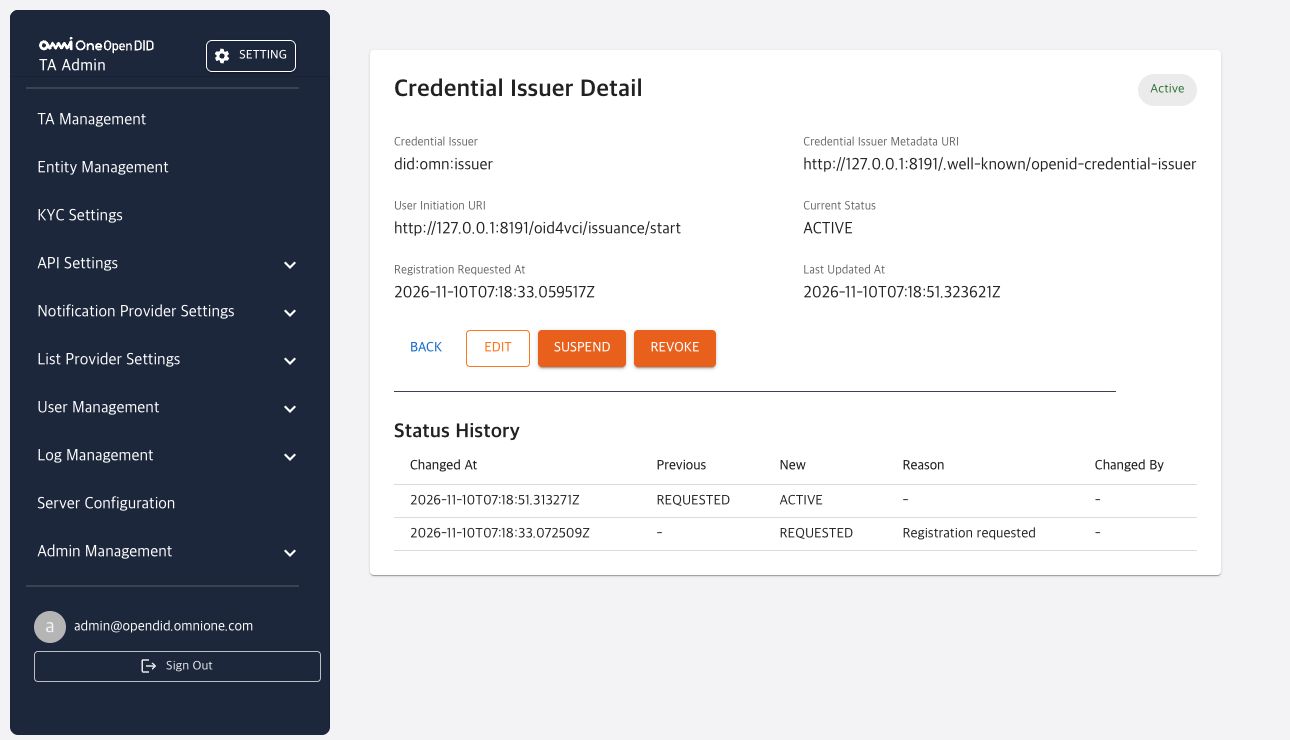 Omni One Open DID
TA Admin
SETTING
TA Management
Entity Management
KYC Settings
API Settings
Notification Provider Settings
List Provider Settings
User Management
Log Management
Server Configuration
Admin Management
a
admin@opendid.omnione.com
Sign Out
Credential Issuer Detail
Active
Credential Issuer
did:omn:issuer
Credential Issuer Metadata URI
http://127.0.0.1:8191/.well-known/openid-credential-issuer
User Initiation URI
http://127.0.0.1:8191/oid4vci/issuance/start
Current Status
ACTIVE
Registration Requested At
2026-11-10T07:18:33.059517Z
Last Updated At
2026-11-10T07:18:51.323621Z
BACK EDIT SUSPEND REVOKE
Status History
Changed At Previous New Reason Changed By
2026-11-10T07:18:51.313271Z REQUESTED ACTIVE - -
2026-11-10T07:18:33.072509Z - REQUESTED Registration requested -